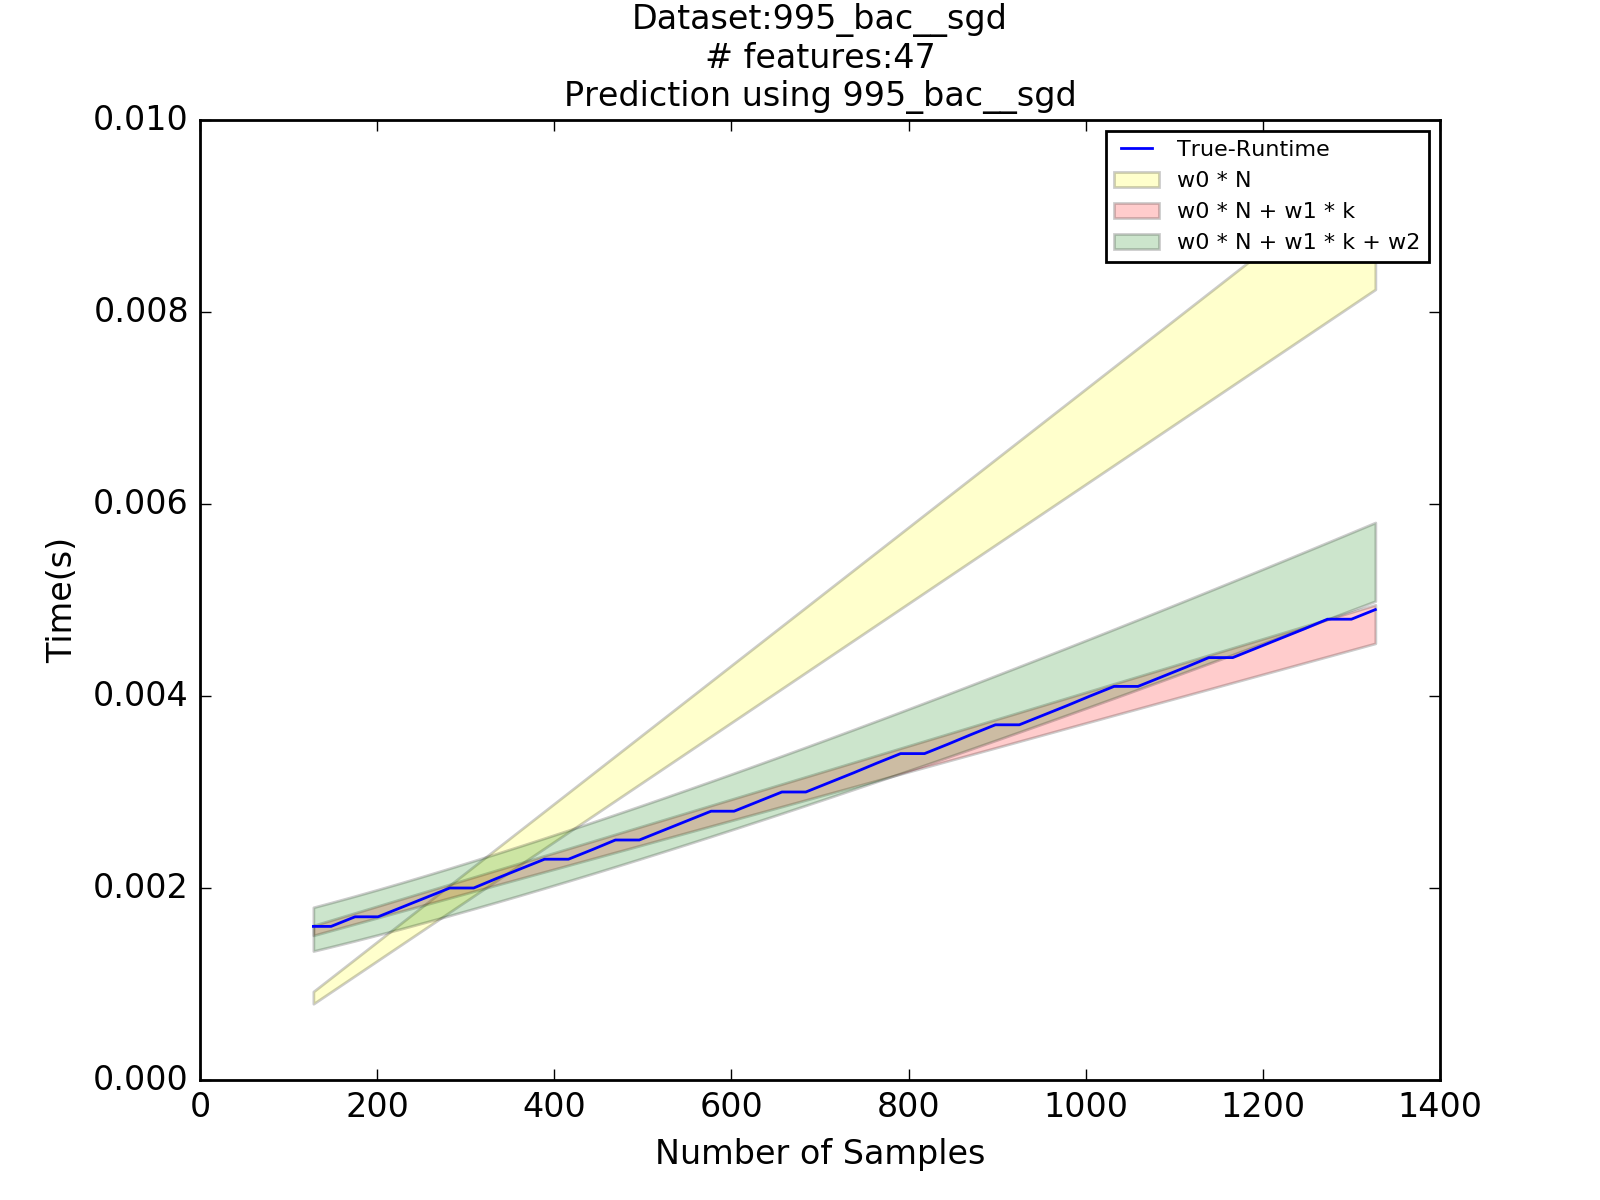 Dataset:995_bac__sgd
# features:47
Prediction using 995_bac__sgd
0.010
0.008
0.006
0.004
0.002
0.000
Time(s)
True-Runtime
w0 * N
w0 * N + w1 * k
w0 * N + w1 * k + w2
0 200 400 600 800 1000 1200 1400
Number of Samples